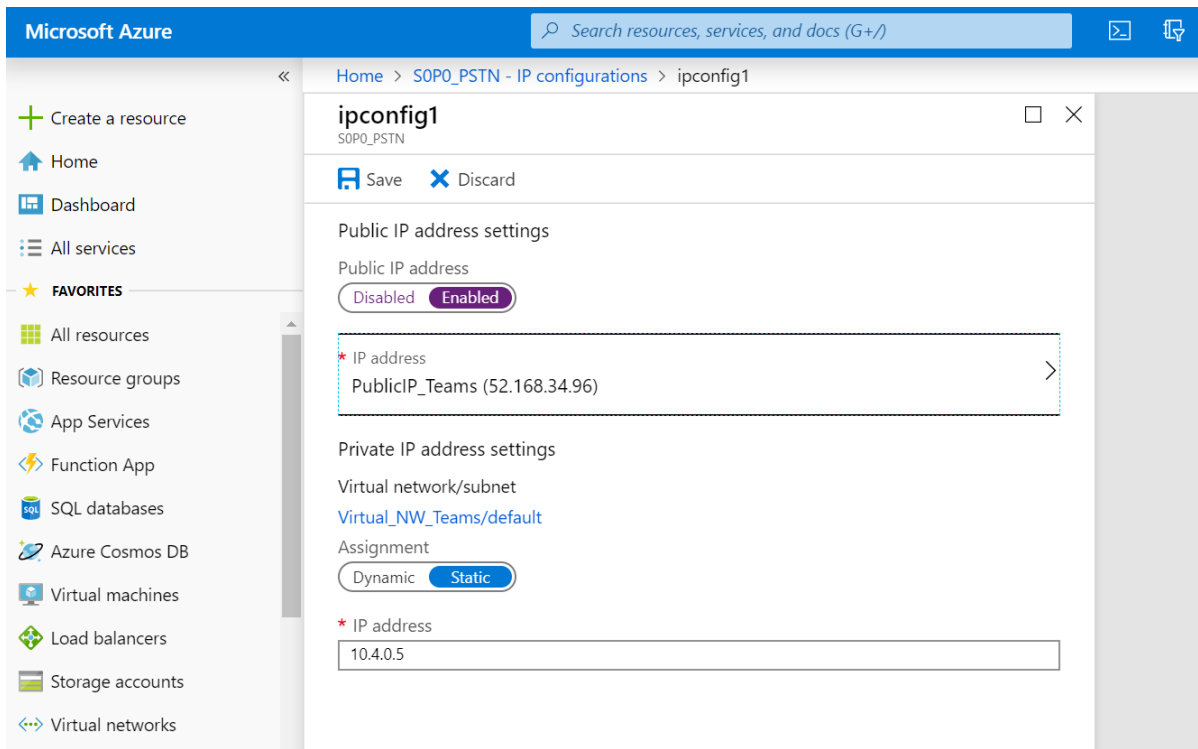 Microsoft Azure
Search resources, services, and docs (G+/)
«
Home > S0P0_PSTN - IP configurations > ipconfig1
Create a resource
Home
Dashboard
All services
FAVORITES
All resources
Resource groups
App Services
Function App
SQL
SQL databases
Azure Cosmos DB
Virtual machines
Load balancers
Storage accounts
Virtual networks
ipconfig1
S0P0_PSTN
Save Discard
Public IP address settings
Public IP address
Disabled Enabled
* IP address
PublicIP_Teams (52.168.34.96)
Private IP address settings
Virtual network/subnet
Virtual_NW_Teams/default
Assignment
Dynamic Static
* IP address
10.4.0.5